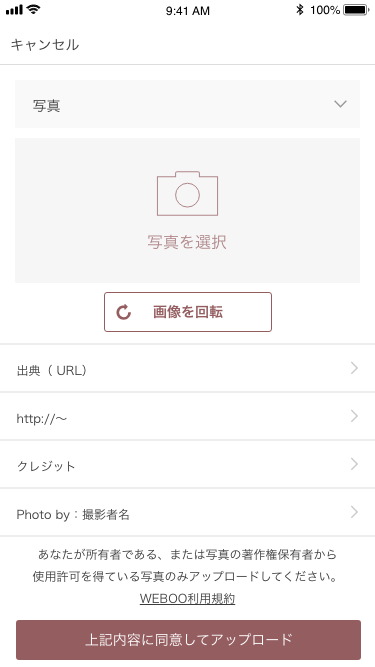 9:41 AM
100%
キャンセル
写真
写真を選択
画像を回転
出典（ URL）
http://〜
クレジット
Photo by：撮影者名
あなたが所有者である、または写真の著作権保有者から
使用許可を得ている写真のみアップロードしてください。
WEBOO利用規約
上記内容に同意してアップロード